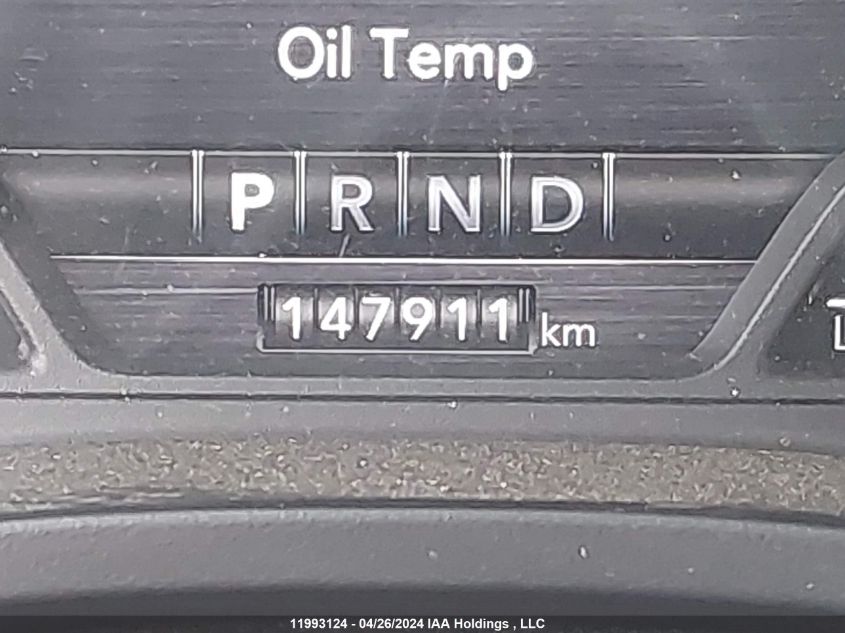 Oil Temp
P R N D
147911 km
11993124 - 04/26/2024 IAA Holdings , LLC